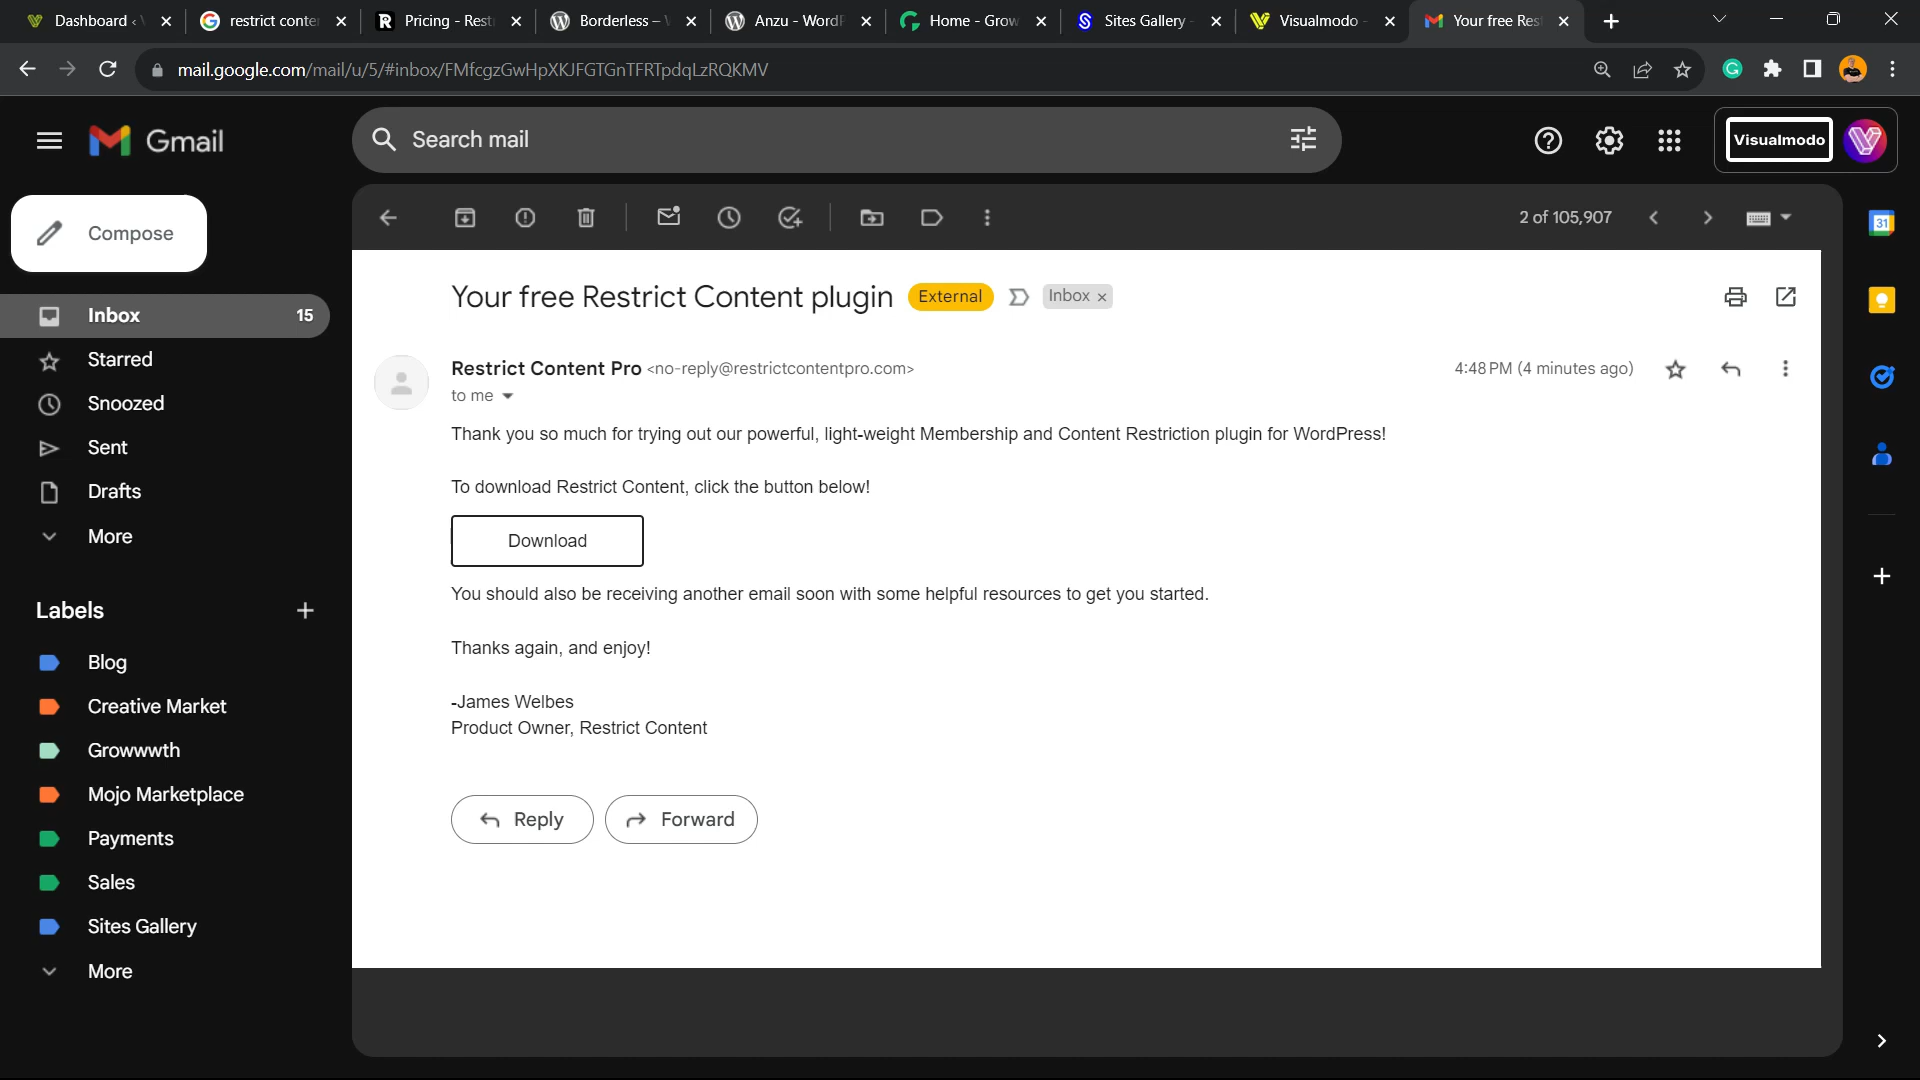 Dashboard ‹
restrict conte
Pricing - Rest
Borderless –
Anzu - WordP
Home - Grow
Sites Gallery -
Visualmodo -
Your free Res
mail.google.com/mail/u/5/#inbox/FMfcgzGwHpXKJFGTGnTFRTpdqLzRQKMV
Gmail
Search mail
Visualmodo
Compose
2 of 105,907
31
Inbox 15
Starred
Snoozed
Sent
Drafts
More
Labels
Blog
Creative Market
Growwwth
Mojo Marketplace
Payments
Sales
Sites Gallery
More
Your free Restrict Content plugin External Inbox
Restrict Content Pro <no-reply@restrictcontentpro.com> 4:48 PM (4 minutes ago)
to me
Thank you so much for trying out our powerful, light-weight Membership and Content Restriction plugin for WordPress!
To download Restrict Content, click the button below!
Download
You should also be receiving another email soon with some helpful resources to get you started.
Thanks again, and enjoy!
-James Welbes
Product Owner, Restrict Content
Reply Forward